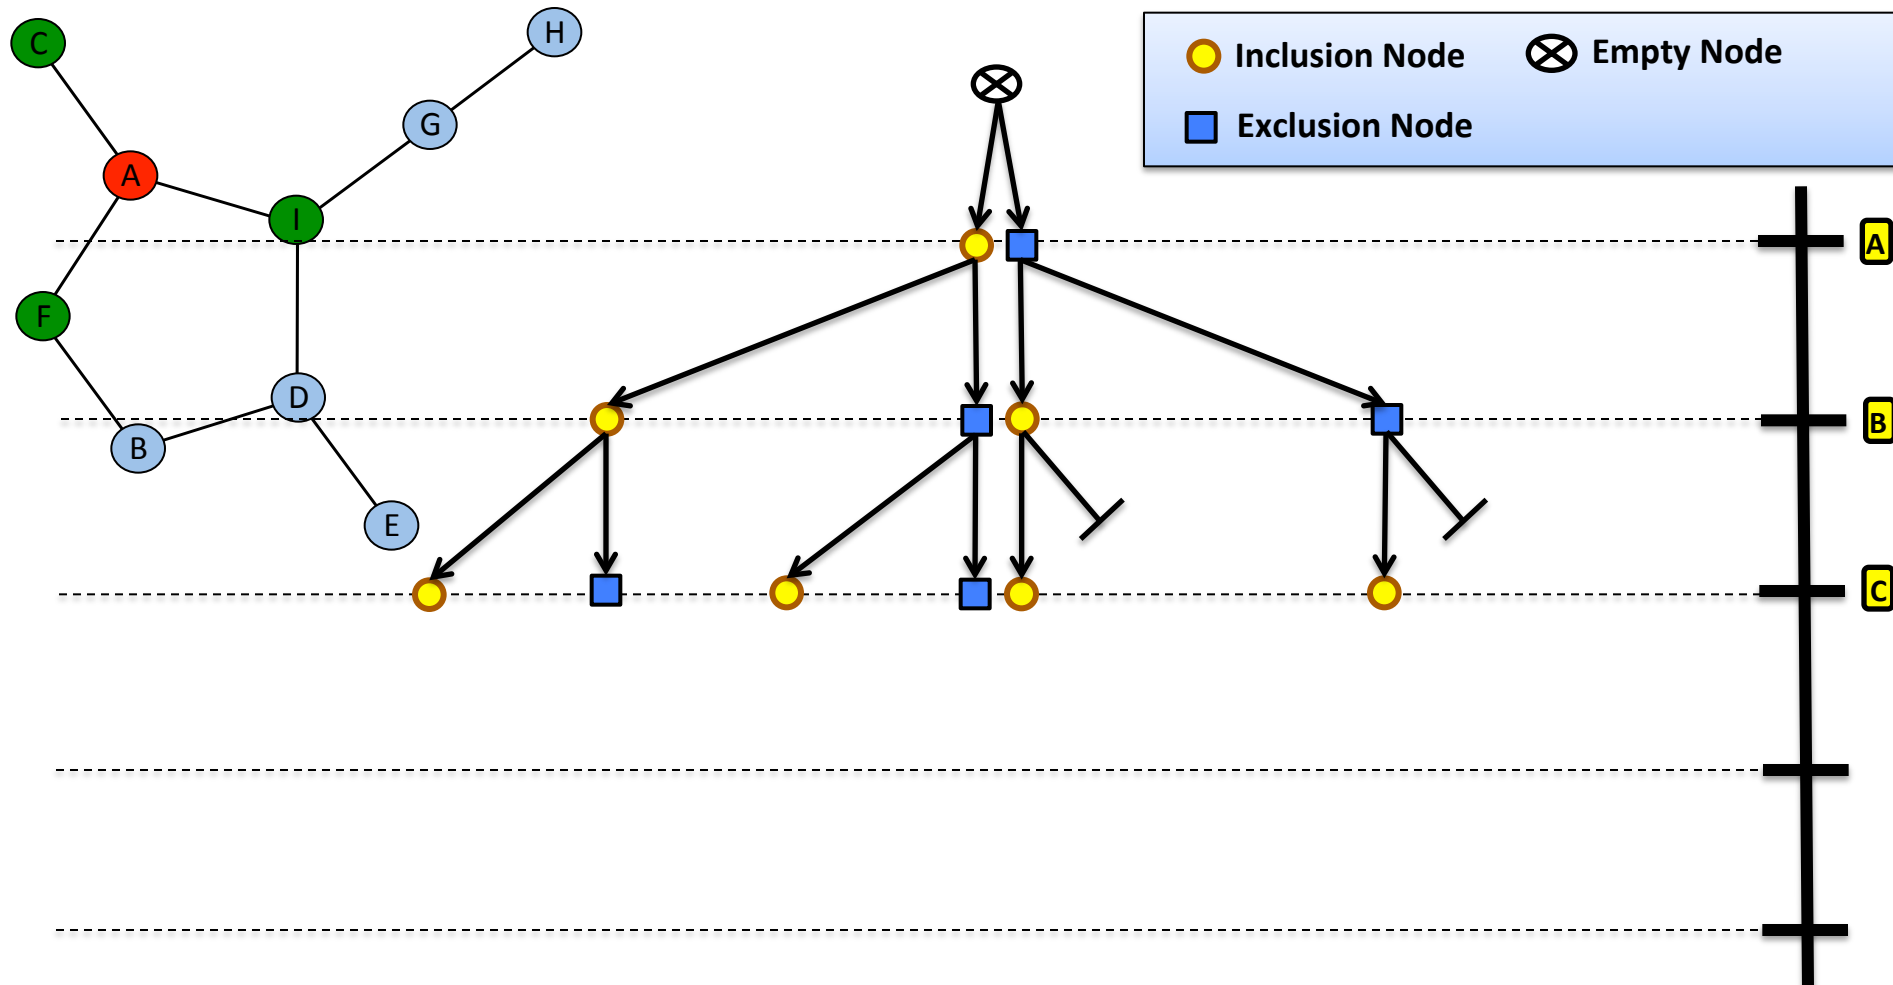 C
H
Inclusion Node
Empty Node
G
Exclusion Node
A
I
A
F
D
B
B
E
C